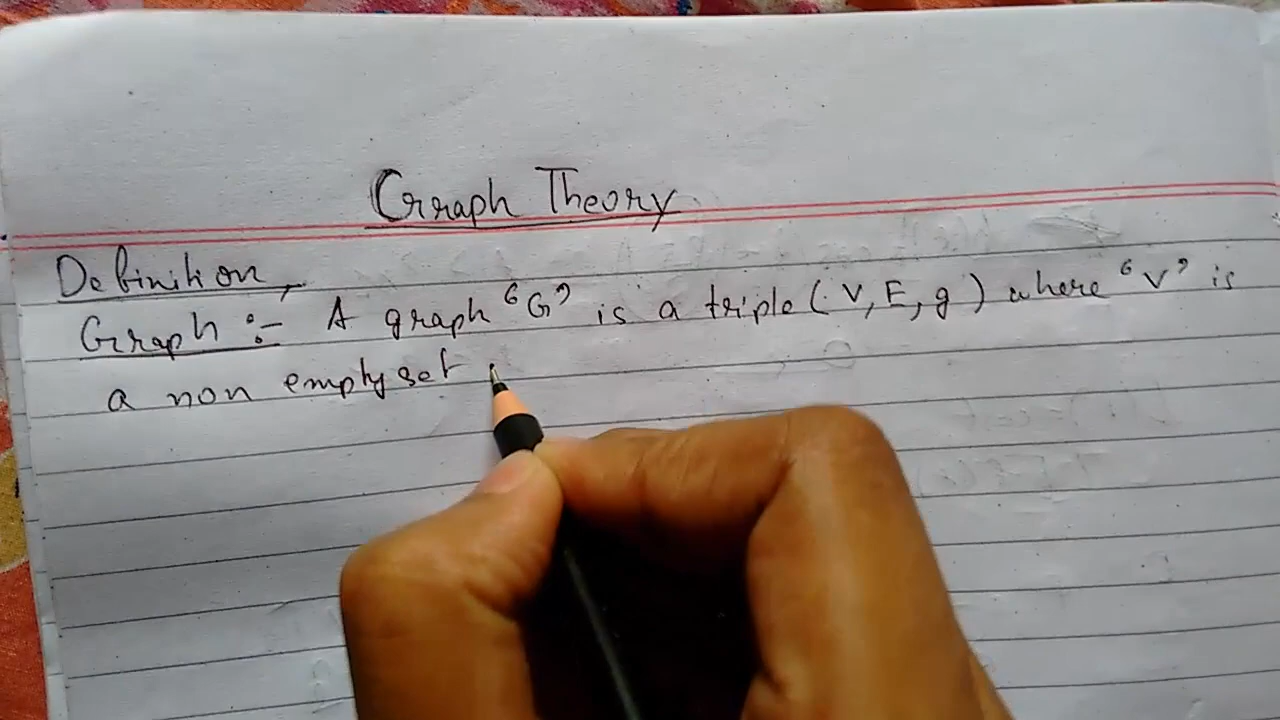 Graph Theory
Definition,
Graph :- A graph 'G' is a triple (V, E, g) where 'V' is
a non empty set